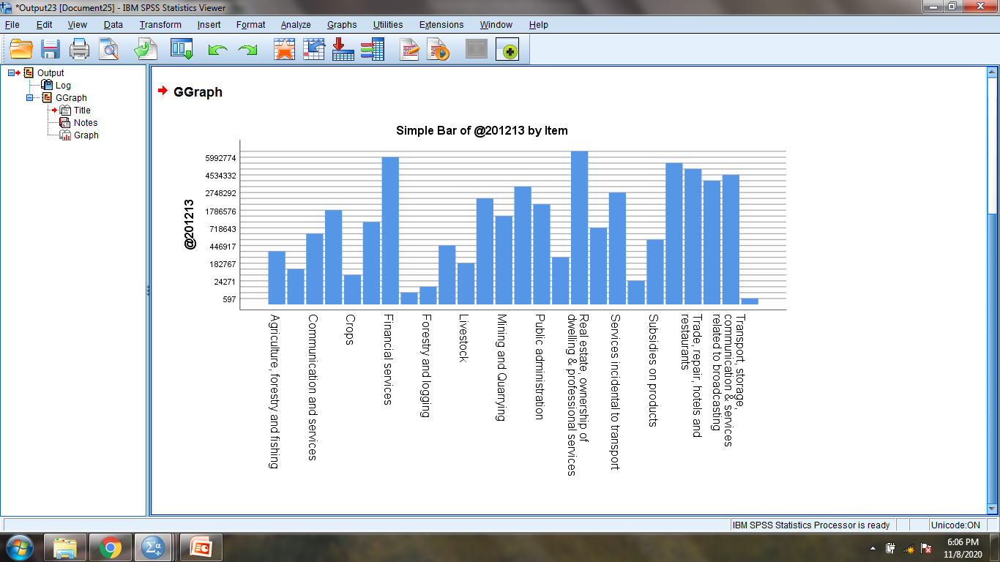 *Output23 [Document25] - IBM SPSS Statistics Viewer
File Edit View Data Transform Insert Format Analyze Graphs Utilities Extensions Window Help
Output
Log
GGraph
Title
Notes
Graph
GGraph
Simple Bar of @201213 by Item
@201213
5992774
4534332
2748292
1786576
718643
446917
182767
24271
597
Agriculture, forestry and fishing
Communication and services
Crops
Financial services
Forestry and logging
Livestock
Mining and Quarrying
Public administration
Real estate, ownership of
dwelling & professional services
Services incidental to transport
Subsidies on products
Trade, repair, hotels and
restaurants
Transport, storage,
communication & services
related to broadcasting
IBM SPSS Statistics Processor is ready
Unicode:ON
6:06 PM
11/8/2020